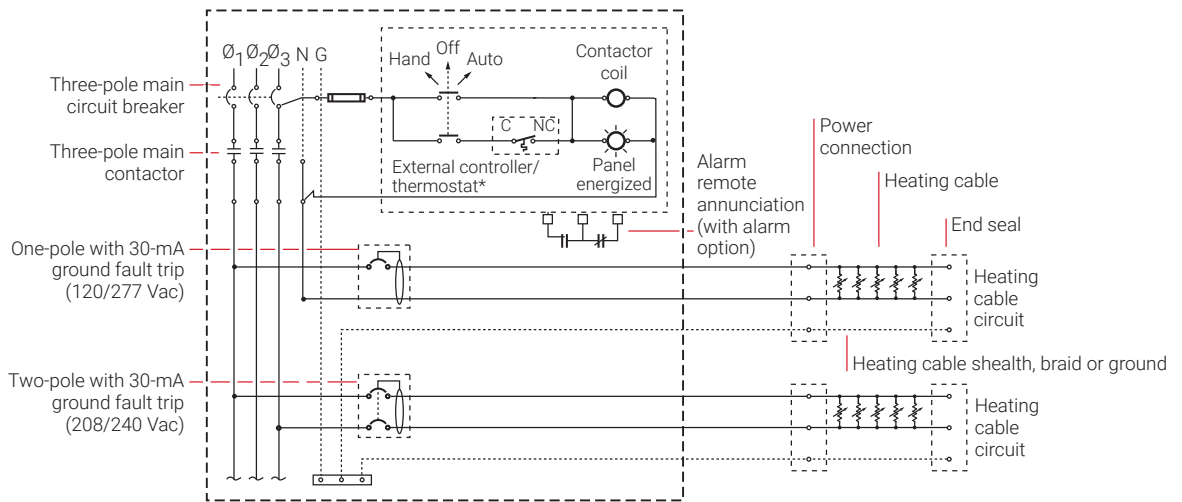 Ø1 Ø2 Ø3 N G
Hand
Off
Auto
Contactor
coil
Three-pole main
circuit breaker
C NC
Three-pole main
contactor
External controller/
thermostat*
Panel
energized
Alarm
remote
annunciation
(with alarm
option)
Power
connection
Heating cable
End seal
One-pole with 30-mA
ground fault trip
(120/277 Vac)
Heating
cable
circuit
Heating cable shealth, braid or ground
Two-pole with 30-mA
ground fault trip
(208/240 Vac)
Heating
cable
circuit